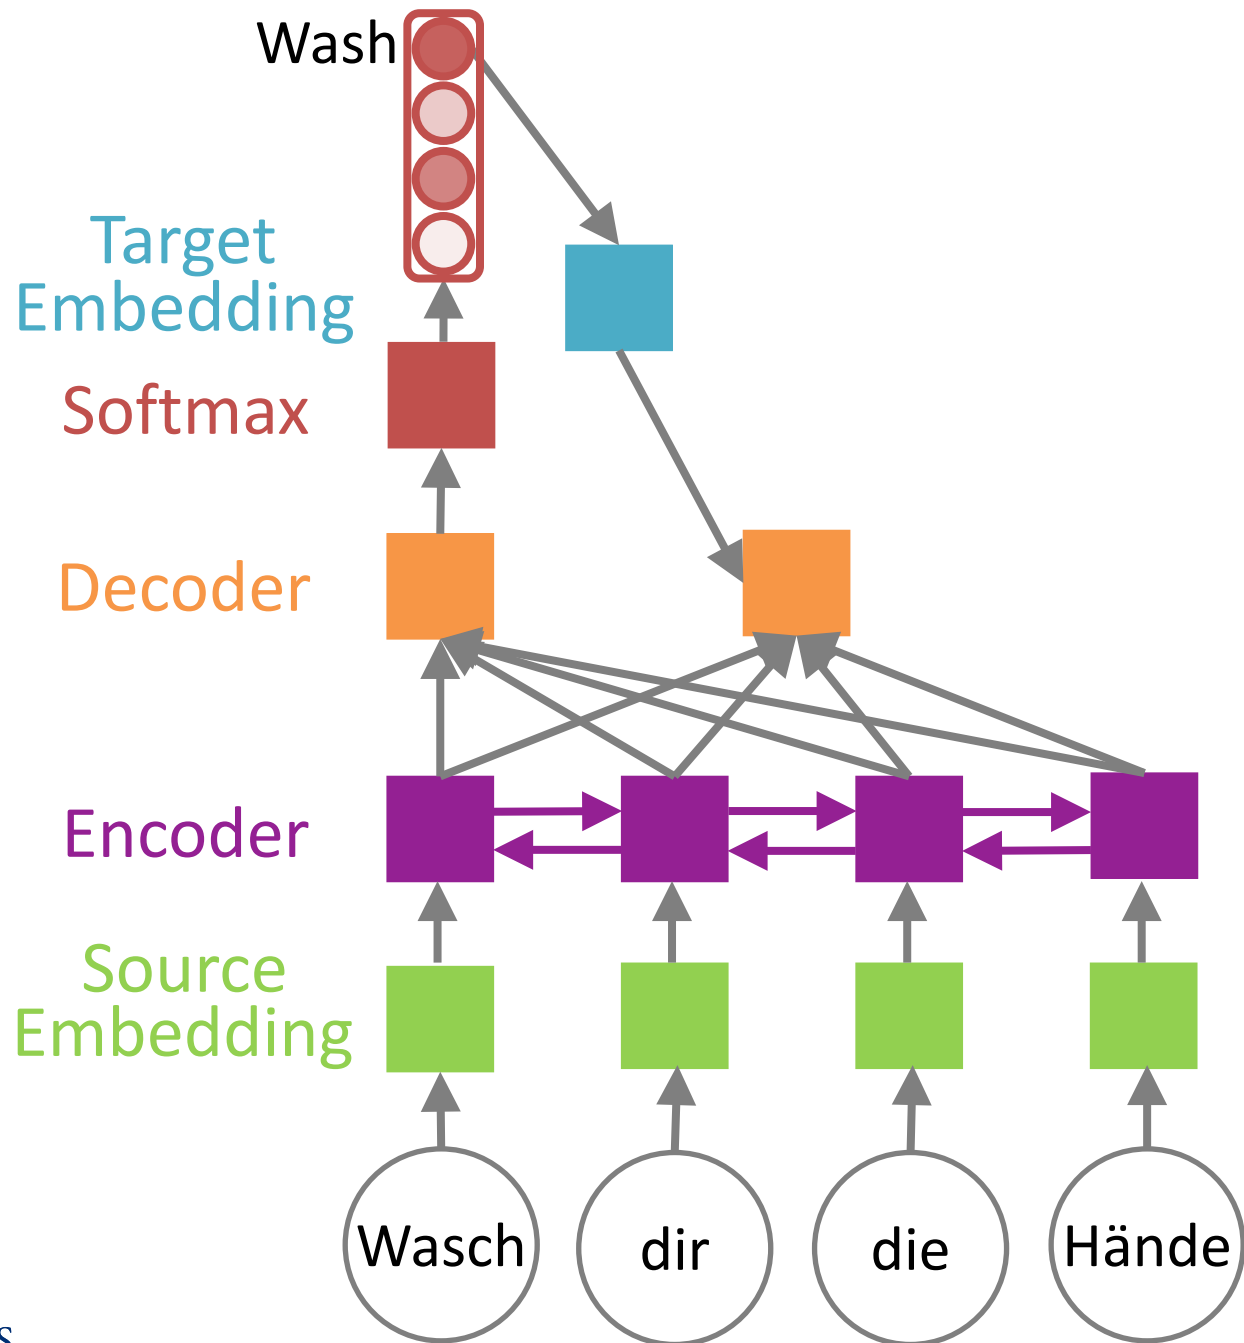 Wash
Target
Embedding
Softmax
Decoder
Encoder
Source
Embedding
Wasch
dir
die
Hände